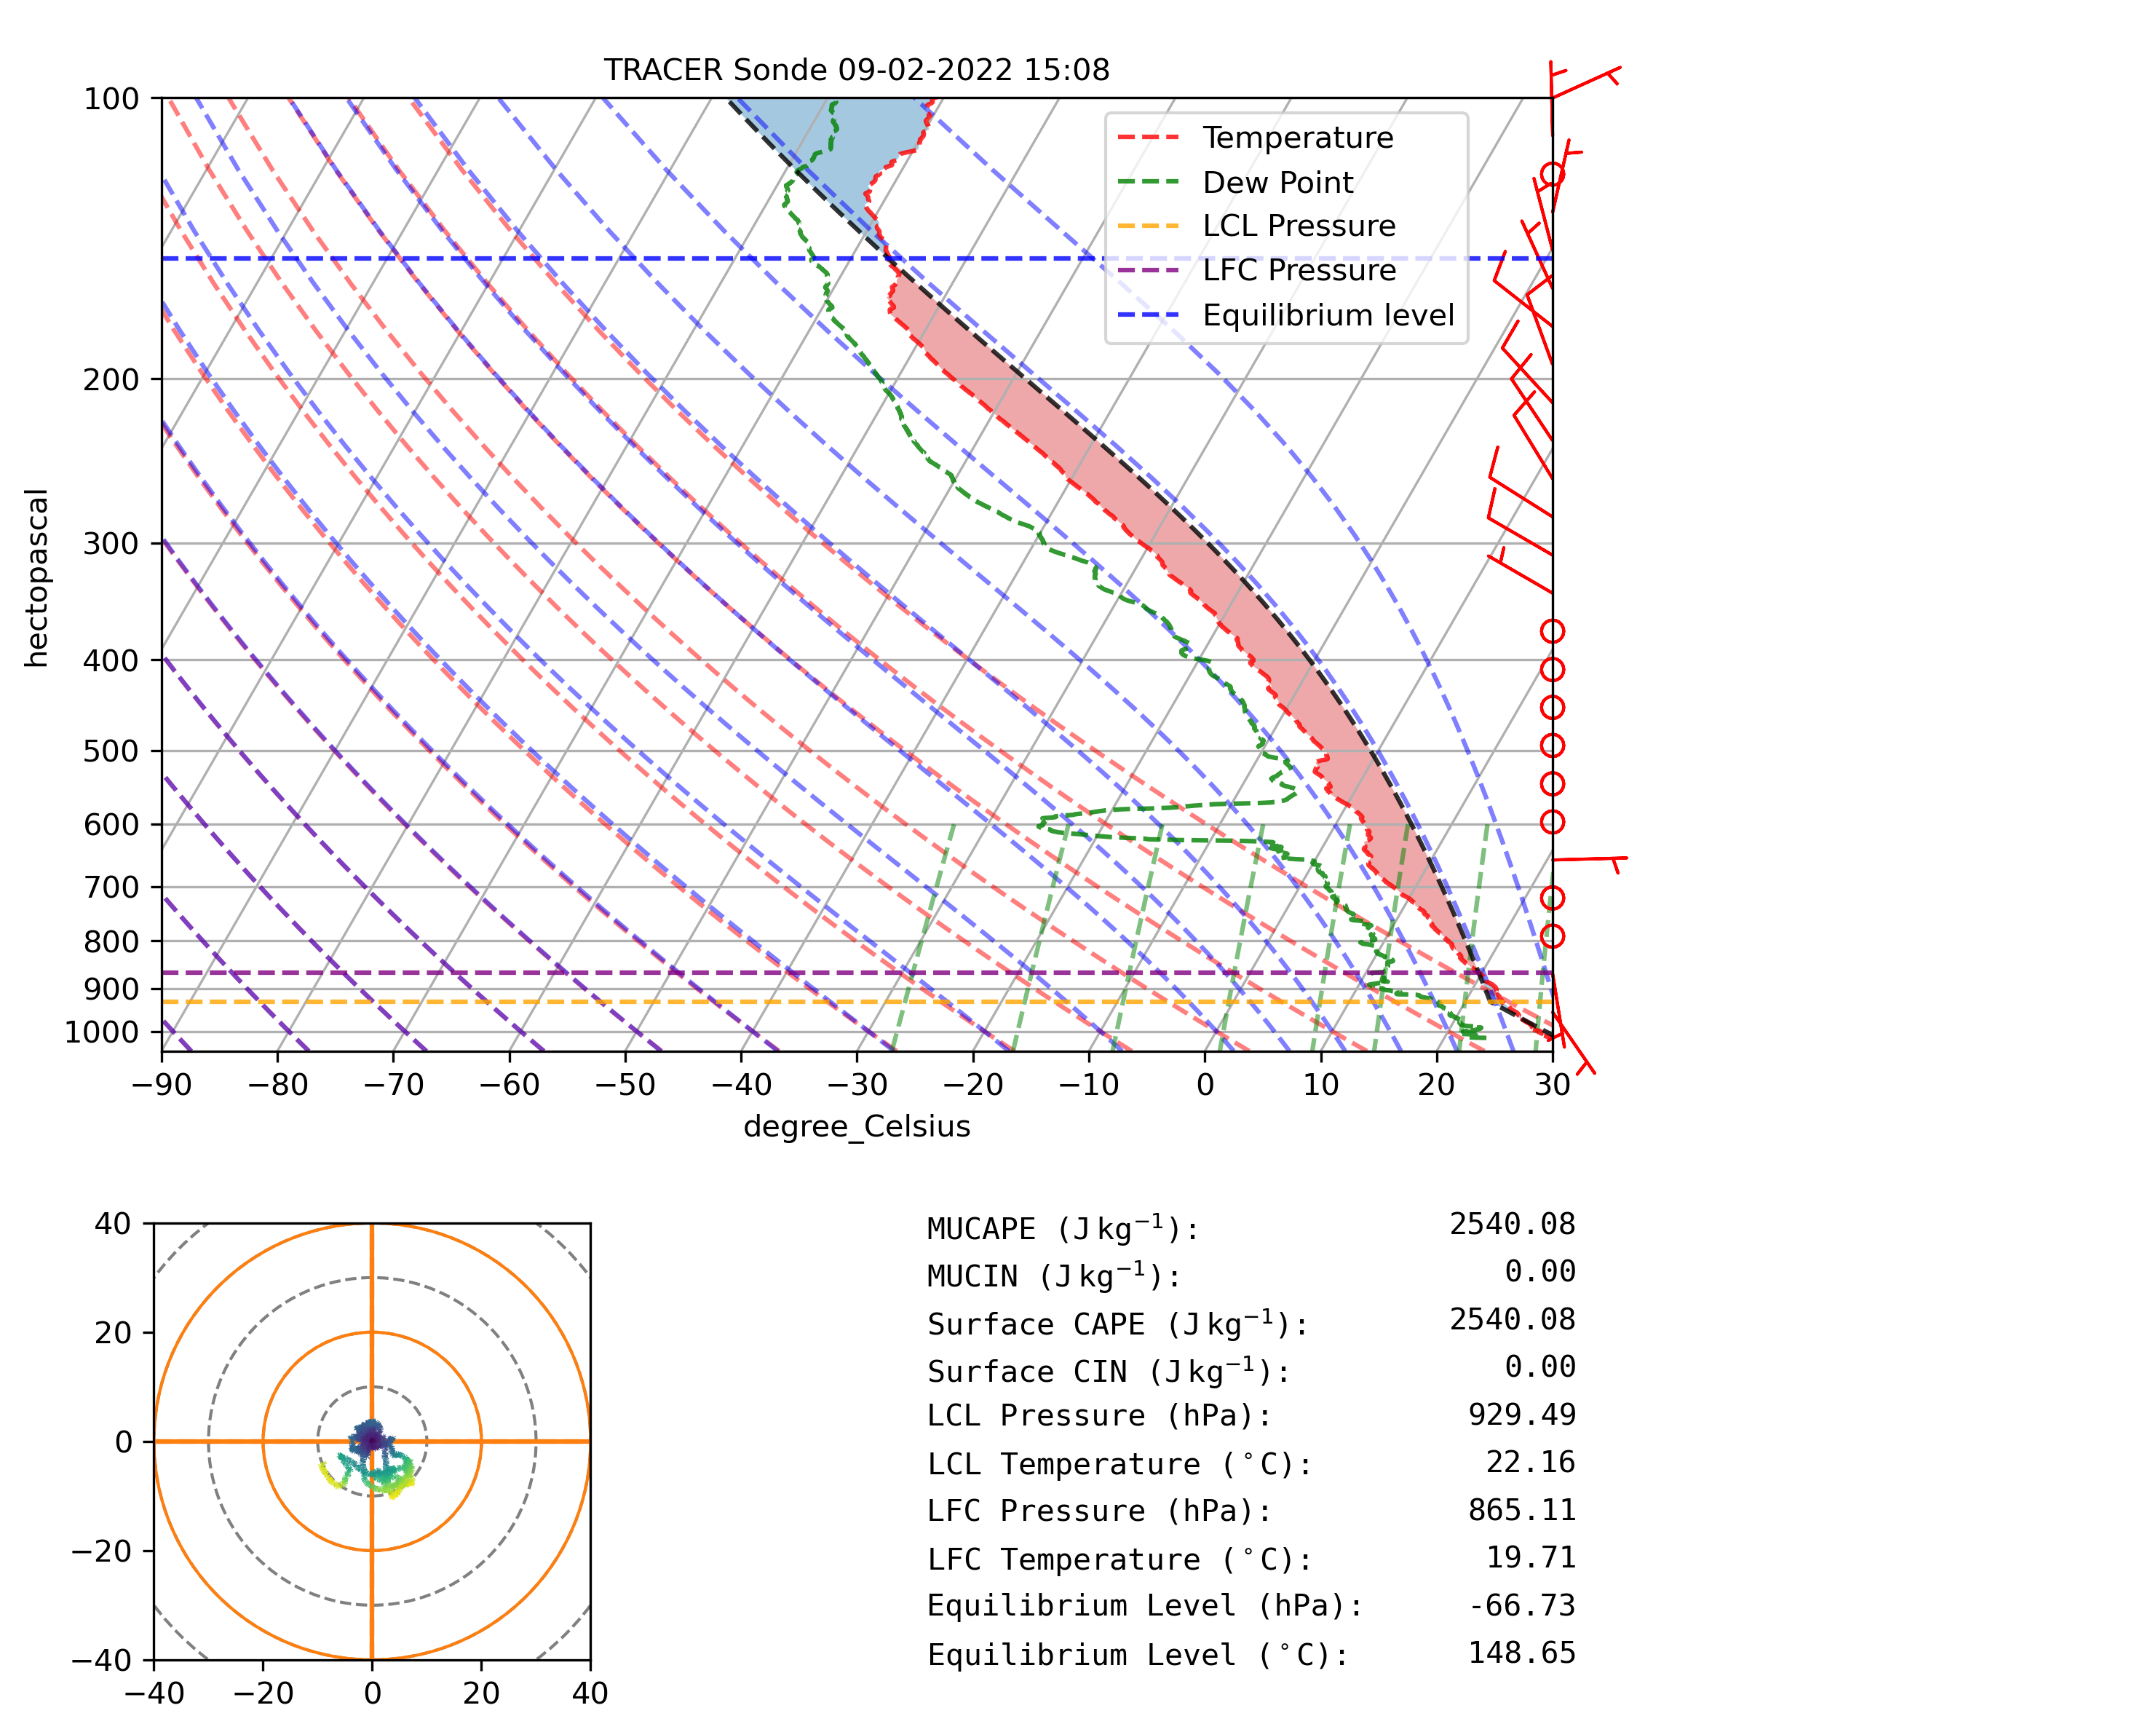 TRACER Sonde 09-02-2022 15:08
100
200
300
400
500
600
700
800
900
1000
hectopascal
Temperature
Dew Point
LCL Pressure
LFC Pressure
Equilibrium level
−90 −80 −70 −60 −50 −40 −30 −20 −10 0 10 20 30
degree_Celsius
40
20
0
−20
−40
−40 −20 0 20 40
MUCAPE (J kg⁻¹): 2540.08
MUCIN (J kg⁻¹): 0.00
Surface CAPE (J kg⁻¹): 2540.08
Surface CIN (J kg⁻¹): 0.00
LCL Pressure (hPa): 929.49
LCL Temperature (°C): 22.16
LFC Pressure (hPa): 865.11
LFC Temperature (°C): 19.71
Equilibrium Level (hPa): -66.73
Equilibrium Level (°C): 148.65